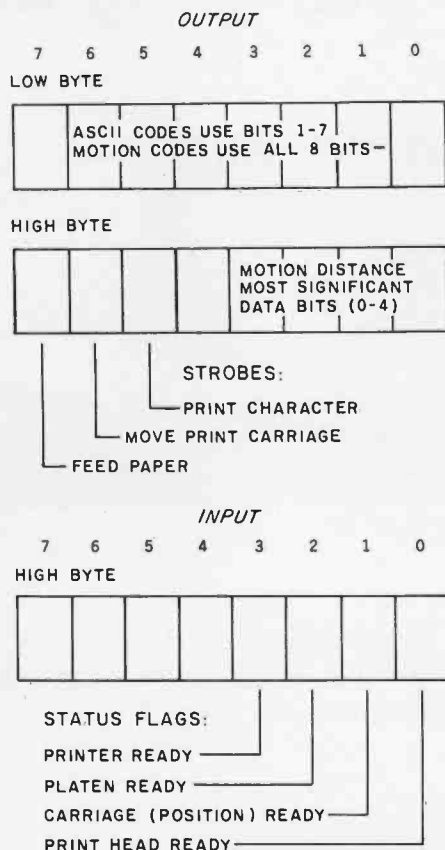 OUTPUT
7 6 5 4 3 2 1 0
LOW BYTE
ASCII CODES USE BITS 1-7
MOTION CODES USE ALL 8 BITS-
HIGH BYTE
MOTION DISTANCE
MOST SIGNIFICANT
DATA BITS (0-4)
STROBES:
PRINT CHARACTER
MOVE PRINT CARRIAGE
FEED PAPER
INPUT
7 6 5 4 3 2 1 0
HIGH BYTE
STATUS FLAGS:
PRINTER READY
PLATEN READY
CARRIAGE (POSITION) READY
PRINT HEAD READY